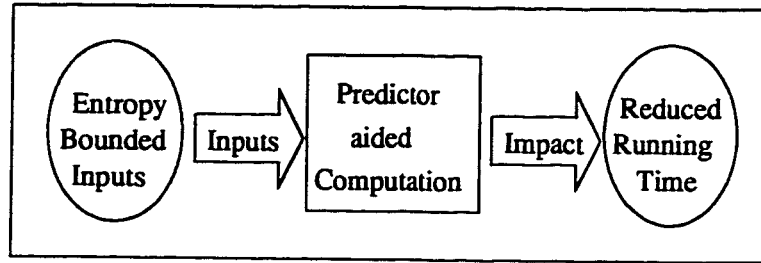 Entropy
Bounded
Inputs
Inputs
Predictor
aided
Computation
Impact
Reduced
Running
Time